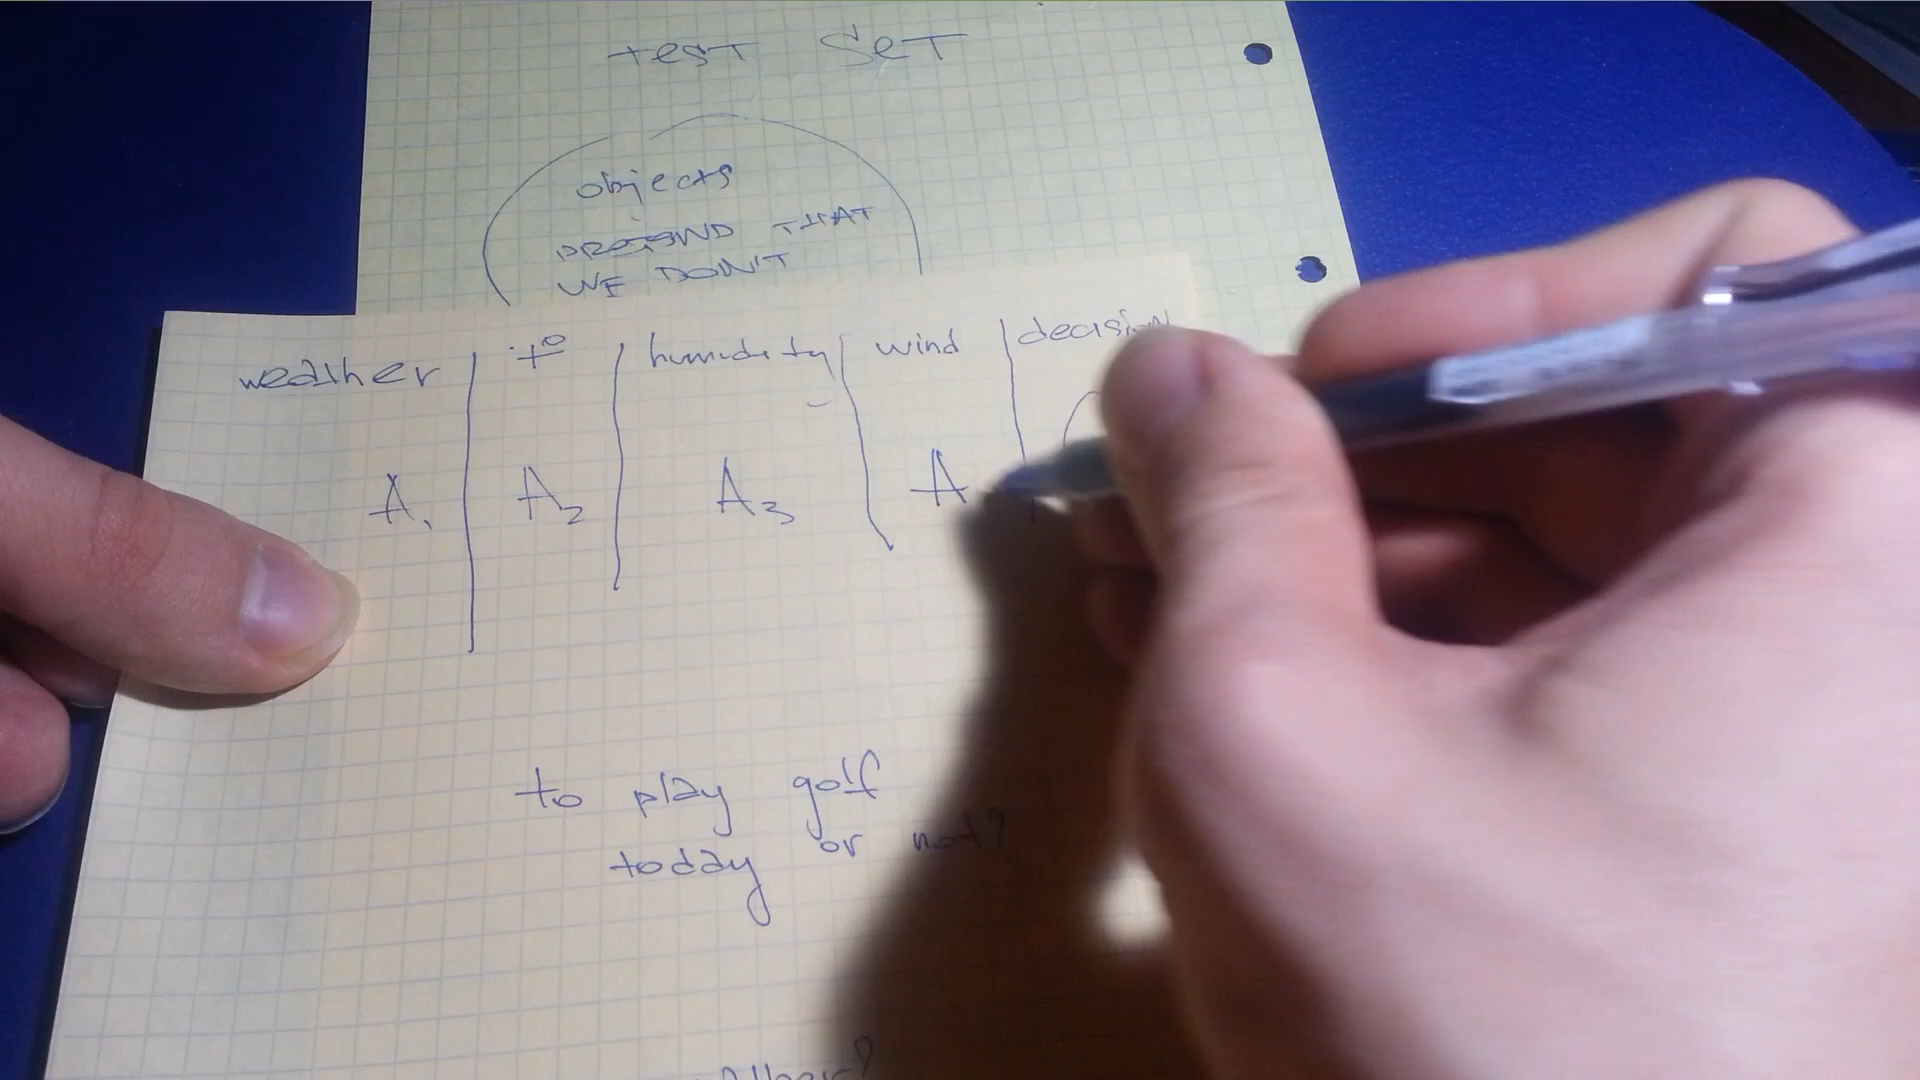 test set
objects
PRETEND THAT
WE DON'T
weather t° humidity wind decision
A₁ A₂ A₃ A
to play golf
today or not?